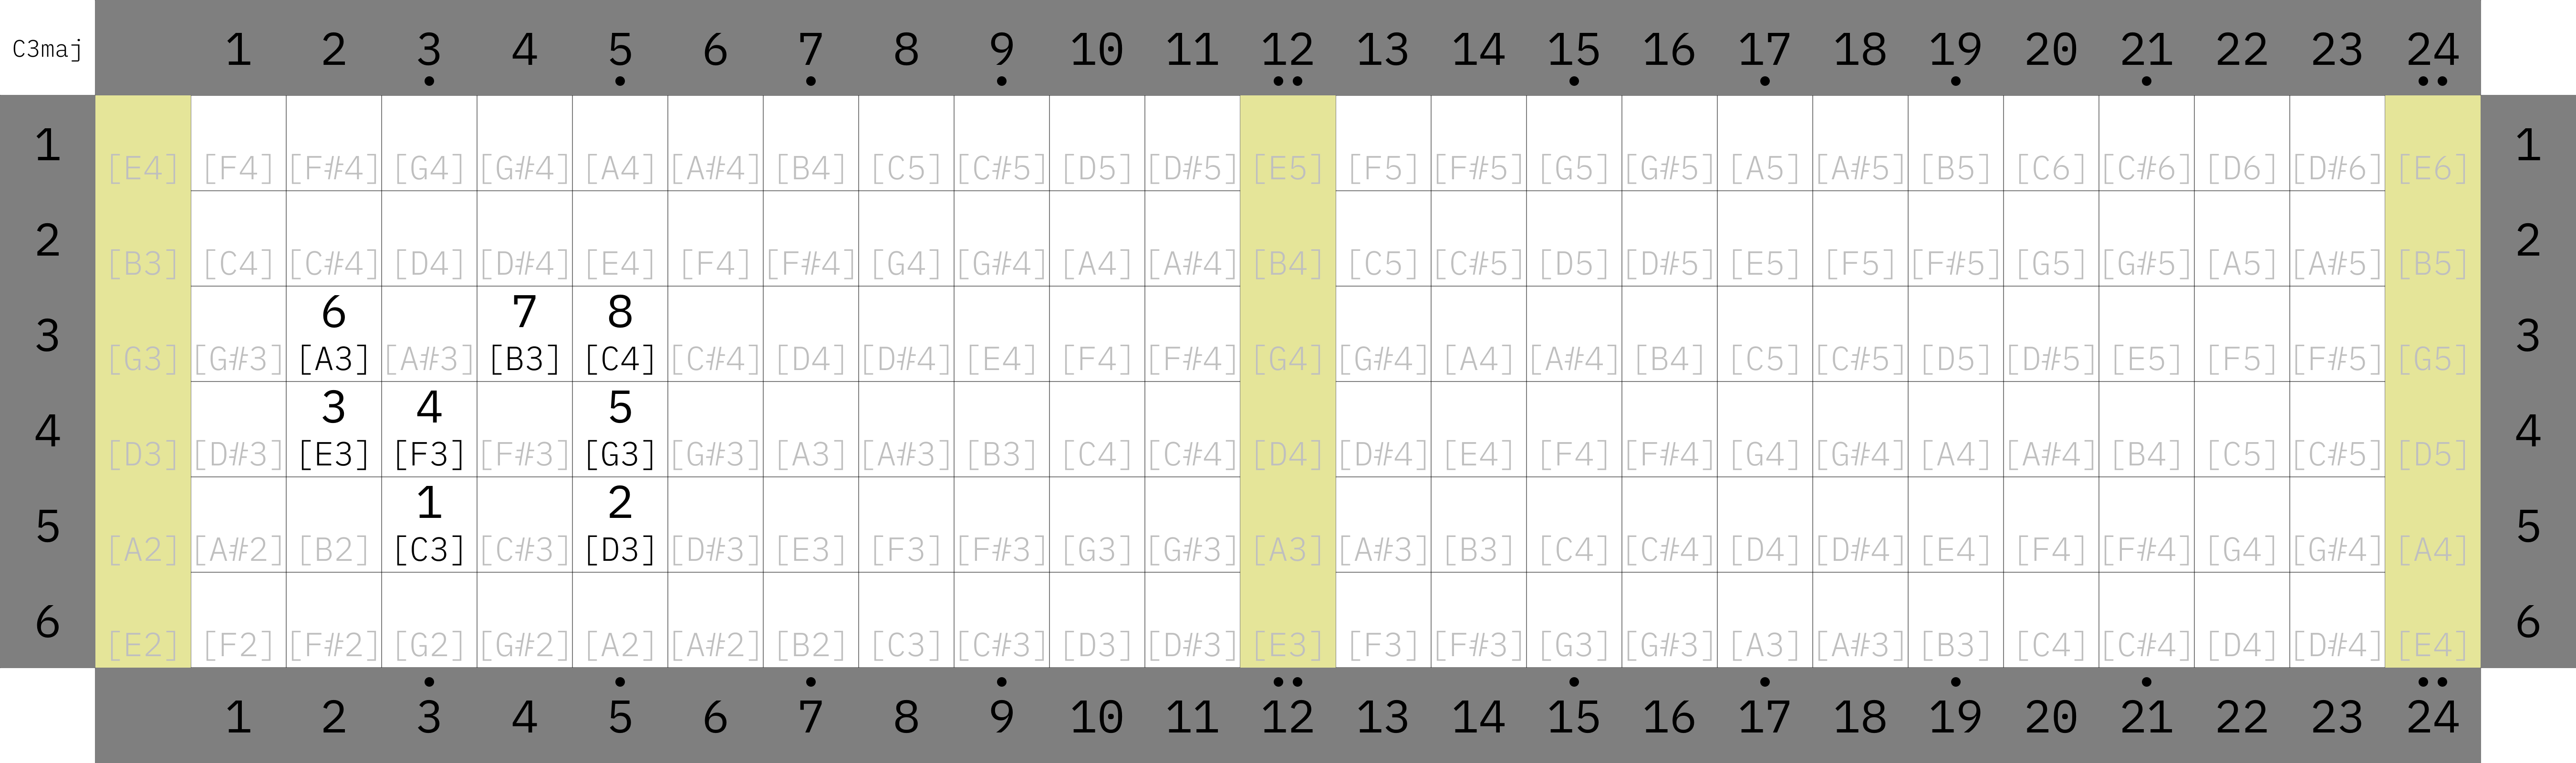 C3maj 1 2 3 4 5 6 7 8 9 10 11 12 13 14 15 16 17 18 19 20 21 22 23 24
1 [E4] [F4] [F#4] [G4] [G#4] [A4] [A#4] [B4] [C5] [C#5] [D5] [D#5] [E5] [F5] [F#5] [G5] [G#5] [A5] [A#5] [B5] [C6] [C#6] [D6] [D#6] [E6] 1
2 [B3] [C4] [C#4] [D4] [D#4] [E4] [F4] [F#4] [G4] [G#4] [A4] [A#4] [B4] [C5] [C#5] [D5] [D#5] [E5] [F5] [F#5] [G5] [G#5] [A5] [A#5] [B5] 2
6 7 8
3 [G3] [G#3] [A3] [A#3] [B3] [C4] [C#4] [D4] [D#4] [E4] [F4] [F#4] [G4] [G#4] [A4] [A#4] [B4] [C5] [C#5] [D5] [D#5] [E5] [F5] [F#5] [G5] 3
3 4 5
4 [D3] [D#3] [E3] [F3] [F#3] [G3] [G#3] [A3] [A#3] [B3] [C4] [C#4] [D4] [D#4] [E4] [F4] [F#4] [G4] [G#4] [A4] [A#4] [B4] [C5] [C#5] [D5] 4
1 2
5 [A2] [A#2] [B2] [C3] [C#3] [D3] [D#3] [E3] [F3] [F#3] [G3] [G#3] [A3] [A#3] [B3] [C4] [C#4] [D4] [D#4] [E4] [F4] [F#4] [G4] [G#4] [A4] 5
6 [E2] [F2] [F#2] [G2] [G#2] [A2] [A#2] [B2] [C3] [C#3] [D3] [D#3] [E3] [F3] [F#3] [G3] [G#3] [A3] [A#3] [B3] [C4] [C#4] [D4] [D#4] [E4] 6
1 2 3 4 5 6 7 8 9 10 11 12 13 14 15 16 17 18 19 20 21 22 23 24